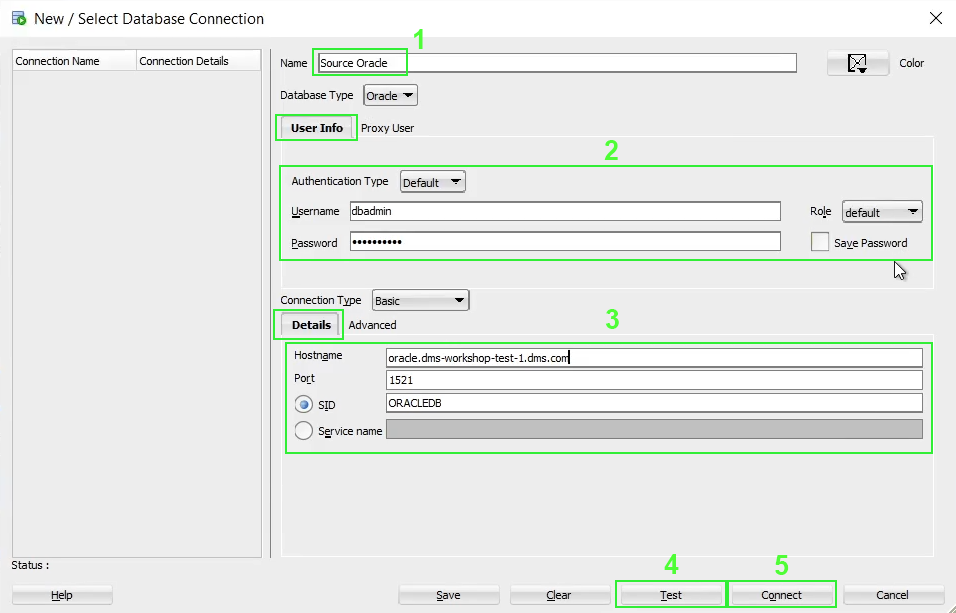 New / Select Database Connection
1
Connection Name Connection Details
Name Source Oracle Color
Database Type Oracle
User Info Proxy User
2
Authentication Type Default
Username dbadmin Role default
Password •••••••••• Save Password
Connection Type Basic
3
Details Advanced
Hostname oracle.dms-workshop-test-1.dms.com
Port 1521
SID ORACLEDB
Service name
4 5
Status :
Help Save Clear Test Connect Cancel